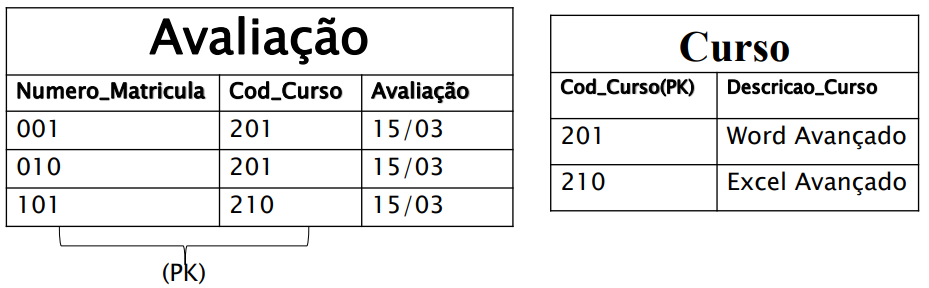 Avaliação
Numero_Matricula Cod_Curso Avaliação
001 201 15/03
010 201 15/03
101 210 15/03
(PK)
Curso
Cod_Curso(PK) Descricao_Curso
201 Word Avançado
210 Excel Avançado